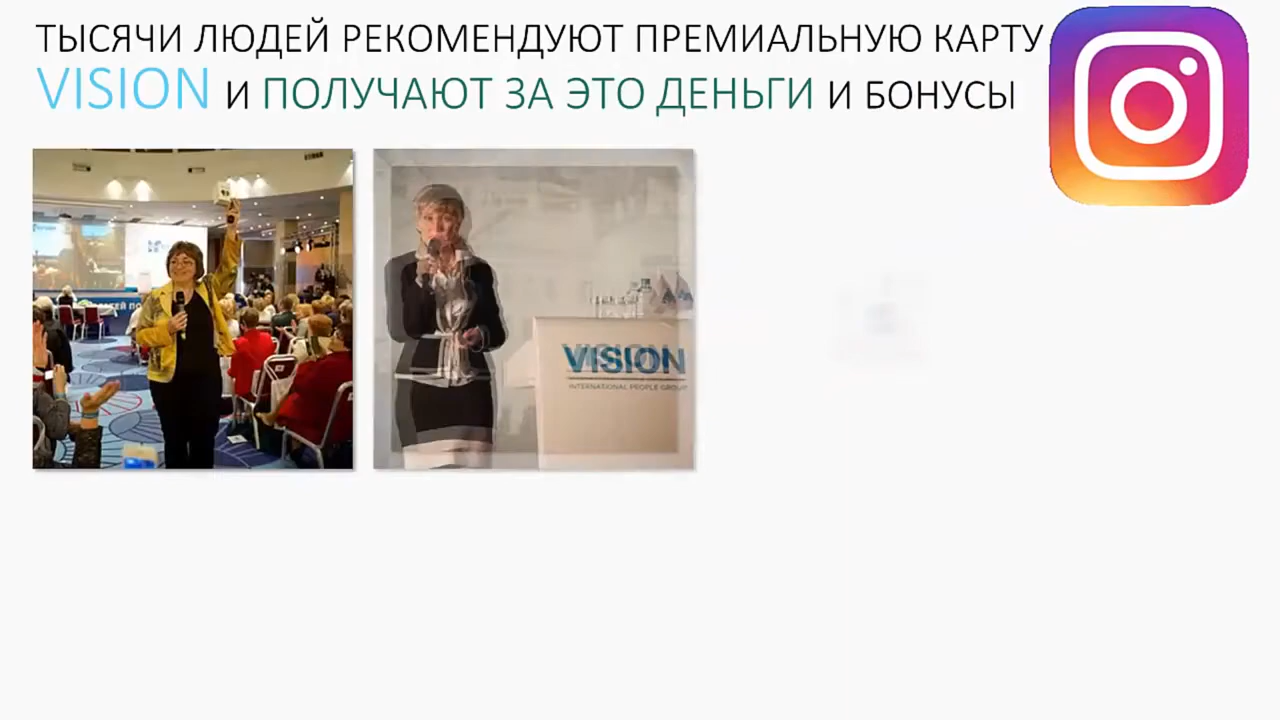 ТЫСЯЧИ ЛЮДЕЙ РЕКОМЕНДУЮТ ПРЕМИАЛЬНУЮ КАРТУ
VISION И ПОЛУЧАЮТ ЗА ЭТО ДЕНЬГИ И БОНУСЫ
VISION
INTERNATIONAL PEOPLE GROUP